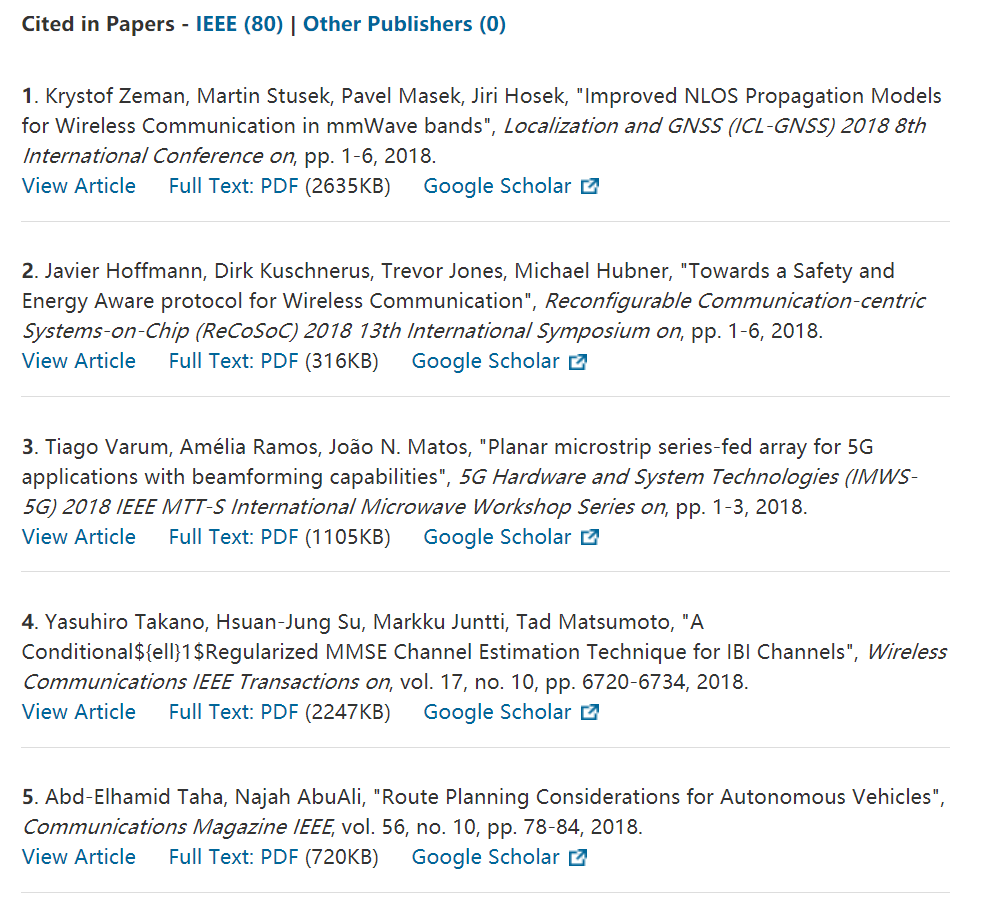 Cited in Papers - IEEE (80) | Other Publishers (0)
1. Krystof Zeman, Martin Stusek, Pavel Masek, Jiri Hosek, "Improved NLOS Propagation Models
for Wireless Communication in mmWave bands", Localization and GNSS (ICL-GNSS) 2018 8th
International Conference on, pp. 1-6, 2018.
View Article Full Text: PDF (2635KB) Google Scholar
2. Javier Hoffmann, Dirk Kuschnerus, Trevor Jones, Michael Hubner, "Towards a Safety and
Energy Aware protocol for Wireless Communication", Reconfigurable Communication-centric
Systems-on-Chip (ReCoSoC) 2018 13th International Symposium on, pp. 1-6, 2018.
View Article Full Text: PDF (316KB) Google Scholar
3. Tiago Varum, Amélia Ramos, João N. Matos, "Planar microstrip series-fed array for 5G
applications with beamforming capabilities", 5G Hardware and System Technologies (IMWS-
5G) 2018 IEEE MTT-S International Microwave Workshop Series on, pp. 1-3, 2018.
View Article Full Text: PDF (1105KB) Google Scholar
4. Yasuhiro Takano, Hsuan-Jung Su, Markku Juntti, Tad Matsumoto, "A
Conditional${ell}1$Regularized MMSE Channel Estimation Technique for IBI Channels", Wireless
Communications IEEE Transactions on, vol. 17, no. 10, pp. 6720-6734, 2018.
View Article Full Text: PDF (2247KB) Google Scholar
5. Abd-Elhamid Taha, Najah AbuAli, "Route Planning Considerations for Autonomous Vehicles",
Communications Magazine IEEE, vol. 56, no. 10, pp. 78-84, 2018.
View Article Full Text: PDF (720KB) Google Scholar